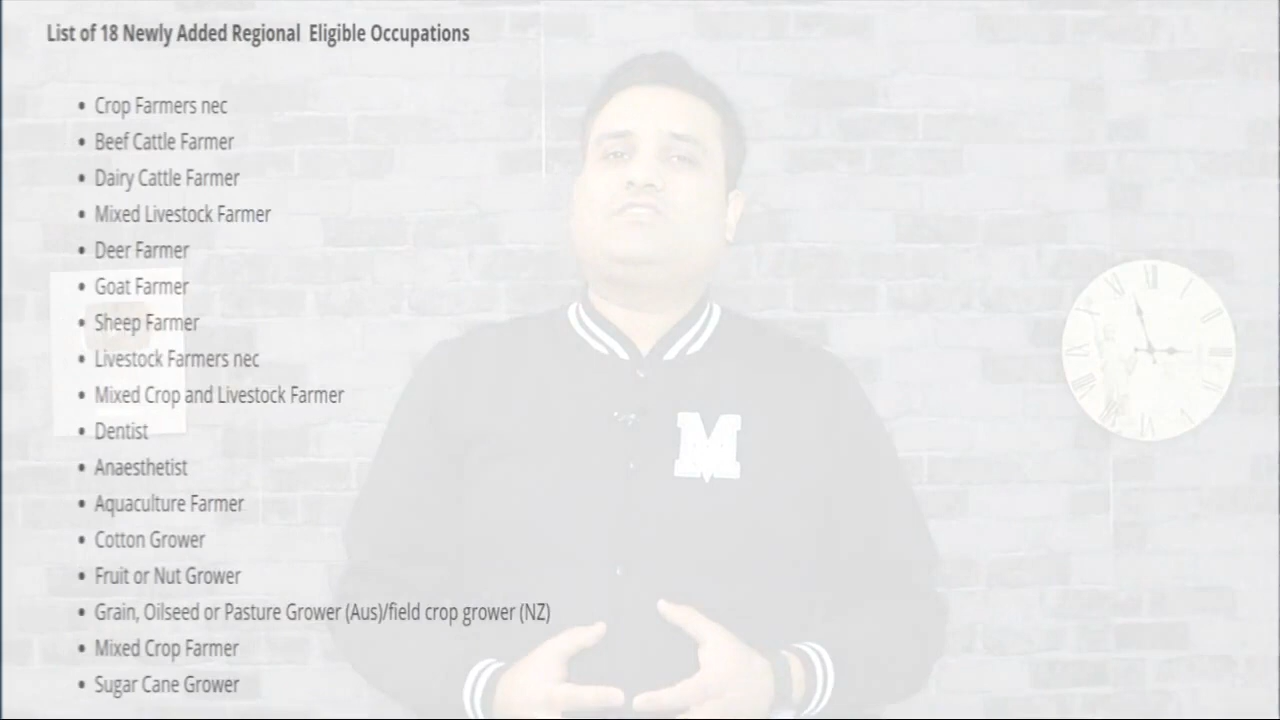 List of 18 Newly Added Regional Eligible Occupations
• Crop Farmers nec
• Beef Cattle Farmer
• Dairy Cattle Farmer
• Mixed Livestock Farmer
• Deer Farmer
• Goat Farmer
• Sheep Farmer
• Livestock Farmers nec
• Mixed Crop and Livestock Farmer
• Dentist
• Anaesthetist
• Aquaculture Farmer
• Cotton Grower
• Fruit or Nut Grower
• Grain, Oilseed or Pasture Grower (Aus)/field crop grower (NZ)
• Mixed Crop Farmer
• Sugar Cane Grower
M